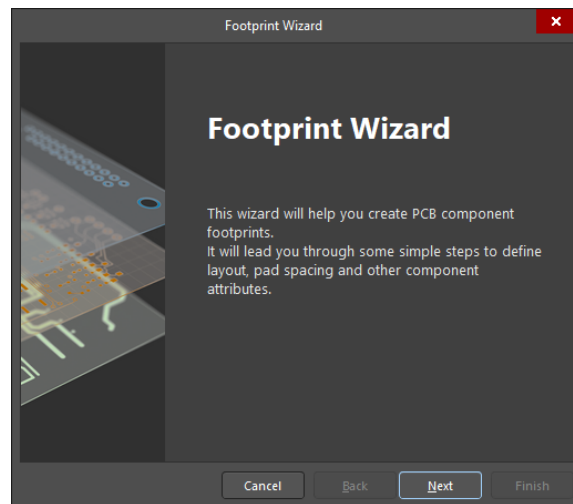 Footprint Wizard
Footprint Wizard
This wizard will help you create PCB component
footprints.
It will lead you through some simple steps to define
layout, pad spacing and other component
attributes.
Cancel
Back
Next
Finish